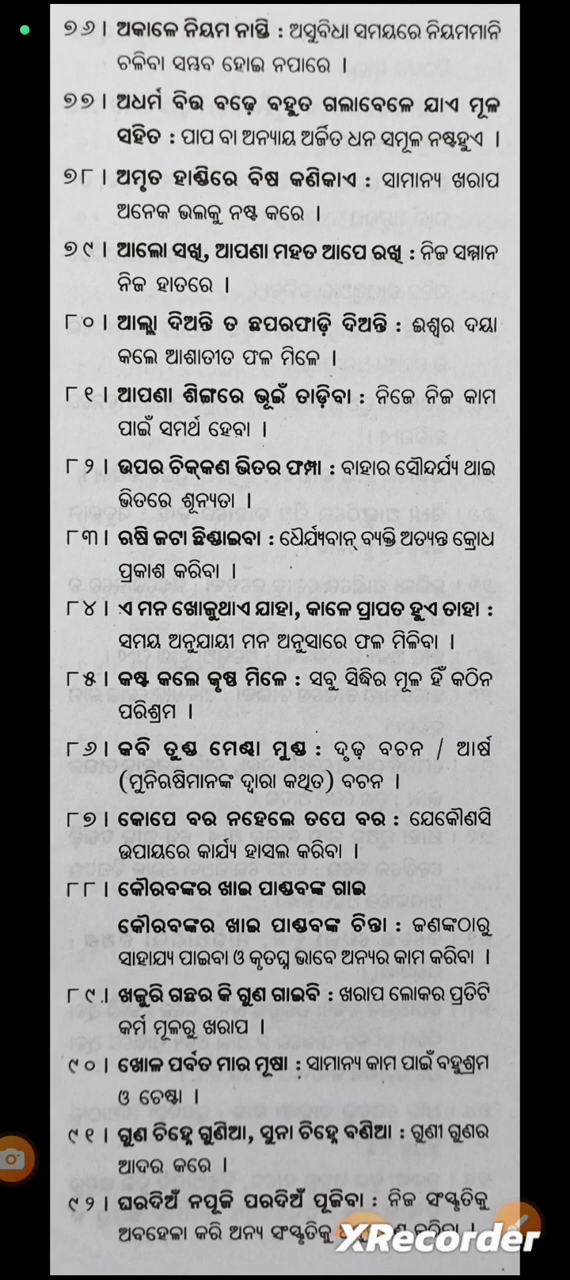 ୭୬। ଅକାଳେ ନିୟମ ନାସ୍ତି : ଅସୁବିଧା ସମୟରେ ନିୟମମାନି
ଚଳିବା ସମ୍ଭବ ହୋଇ ନପାରେ ।
୭୭। ଅଧର୍ମ ବିତ୍ତ ବଢ଼େ ବହୁତ ଗଲାବେଳେ ଯାଏ ମୂଳ
ସହିତ : ପାପ ବା ଅନ୍ୟାୟ ଅର୍ଜିତ ଧନ ସମୂଳ ନଷ୍ଟହୁଏ ।
୭୮। ଅମୃତ ହାଣ୍ଡିରେ ବିଷ କଣିକାଏ : ସାମାନ୍ୟ ଖରାପ
ଅନେକ ଭଲକୁ ନଷ୍ଟ କରେ ।
୭୯। ଆଲୋ ସଖି, ଆପଣା ମହତ ଆପେ ରଖି : ନିଜ ସମ୍ମାନ
ନିଜ ହାତରେ ।
୮୦। ଆଲ୍ଲା ଦିଅନ୍ତି ତ ଛପରଫାଡ଼ି ଦିଅନ୍ତି : ଇଶ୍ୱର ଦୟା
କଲେ ଆଶାତୀତ ଫଳ ମିଳେ ।
୮୧। ଆପଣା ଶିଙ୍ଗରେ ଭୂଇଁ ତାଡ଼ିବା : ନିଜେ ନିଜ କାମ
ପାଇଁ ସମର୍ଥ ହେବା ।
୮୨। ଉପର ଚିକ୍କଣ ଭିତର ଫମ୍ପା : ବାହାର ସୌନ୍ଦର୍ଯ୍ୟ ଥାଇ
ଭିତରେ ଶୂନ୍ୟତା ।
୮୩। ଋଷି ଜଟା ଛିଣ୍ଡାଇବା : ଧୈର୍ଯ୍ୟବାନ୍ ବ୍ୟକ୍ତି ଅତ୍ୟନ୍ତ କ୍ରୋଧ
ପ୍ରକାଶ କରିବା ।
୮୪। ଏ ମନ ଖୋଜୁଥାଏ ଯାହା, କାଳେ ପ୍ରାପତ ହୁଏ ତାହା :
ସମୟ ଅନୁଯାୟୀ ମନ ଅନୁସାରେ ଫଳ ମିଳିବା ।
୮୫। କଷ୍ଟ କଲେ କୃଷ୍ଣ ମିଳେ : ସବୁ ସିଦ୍ଧିର ମୂଳ ହିଁ କଠିନ
ପରିଶ୍ରମ ।
୮୬। କବି ତୁଣ୍ଡ ମେଣ୍ଢା ମୁଣ୍ଡ : ଦୃଢ଼ ବଚନ / ଆର୍ଷ
(ମୁନିଋଷିମାନଙ୍କ ଦ୍ୱାରା କଥିତ) ବଚନ ।
୮୭। କୋପେ ବର ନହେଲେ ତପେ ବର : ଯେକୌଣସି
ଉପାୟରେ କାର୍ଯ୍ୟ ହାସଲ କରିବା ।
୮୮। କୌରବଙ୍କର ଖାଇ ପାଣ୍ଡବଙ୍କ ଗାଇ
କୌରବଙ୍କର ଖାଇ ପାଣ୍ଡବଙ୍କ ଚିନ୍ତା : ଜଣଙ୍କଠାରୁ
ସାହାଯ୍ୟ ପାଇବା ଓ କୃତଘ୍ନ ଭାବେ ଅନ୍ୟର କାମ କରିବା ।
୮୯। ଖଜୁରି ଗଛର କି ଗୁଣ ଗାଇବି : ଖରାପ ଲୋକର ପ୍ରତିଟି
କର୍ମ ମୂଳରୁ ଖରାପ ।
୯୦। ଖୋଳ ପର୍ବତ ମାର ମୂଷା : ସାମାନ୍ୟ କାମ ପାଇଁ ବହୁଶ୍ରମ
ଓ ଚେଷ୍ଟା ।
୯୧। ଗୁଣ ଚିହ୍ନେ ଗୁଣିଆ, ସୁନା ଚିହ୍ନେ ବଣିଆ : ଗୁଣୀ ଗୁଣର
ଆଦର କରେ ।
୯୨। ଘରଦିଅଁ ନପୂଜି ପରଦିଅଁ ପୂଜିବା : ନିଜ ସଂସ୍କୃତିକୁ
ଅବହେଳା କରି ଅନ୍ୟ ସଂସ୍କୃତିକୁ
XRecorder